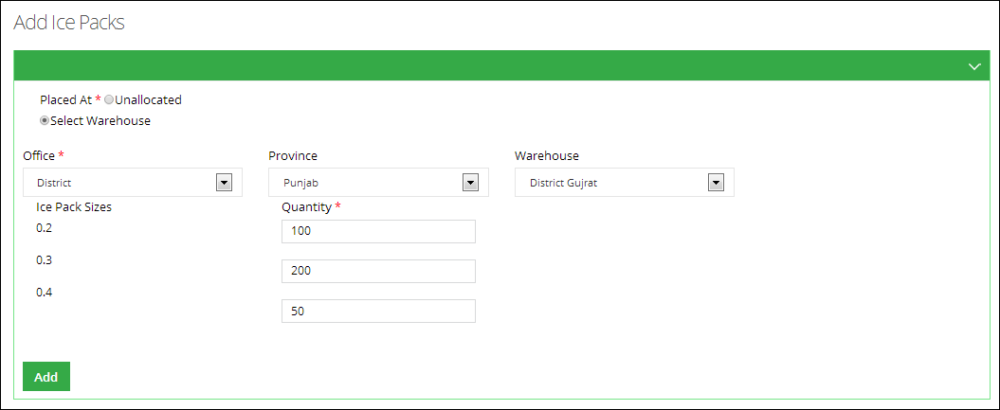 Add Ice Packs
Placed At * Unallocated
Select Warehouse
Office * Province Warehouse
District Punjab District Gujrat
Ice Pack Sizes Quantity *
0.2 100
0.3 200
0.4 50
Add